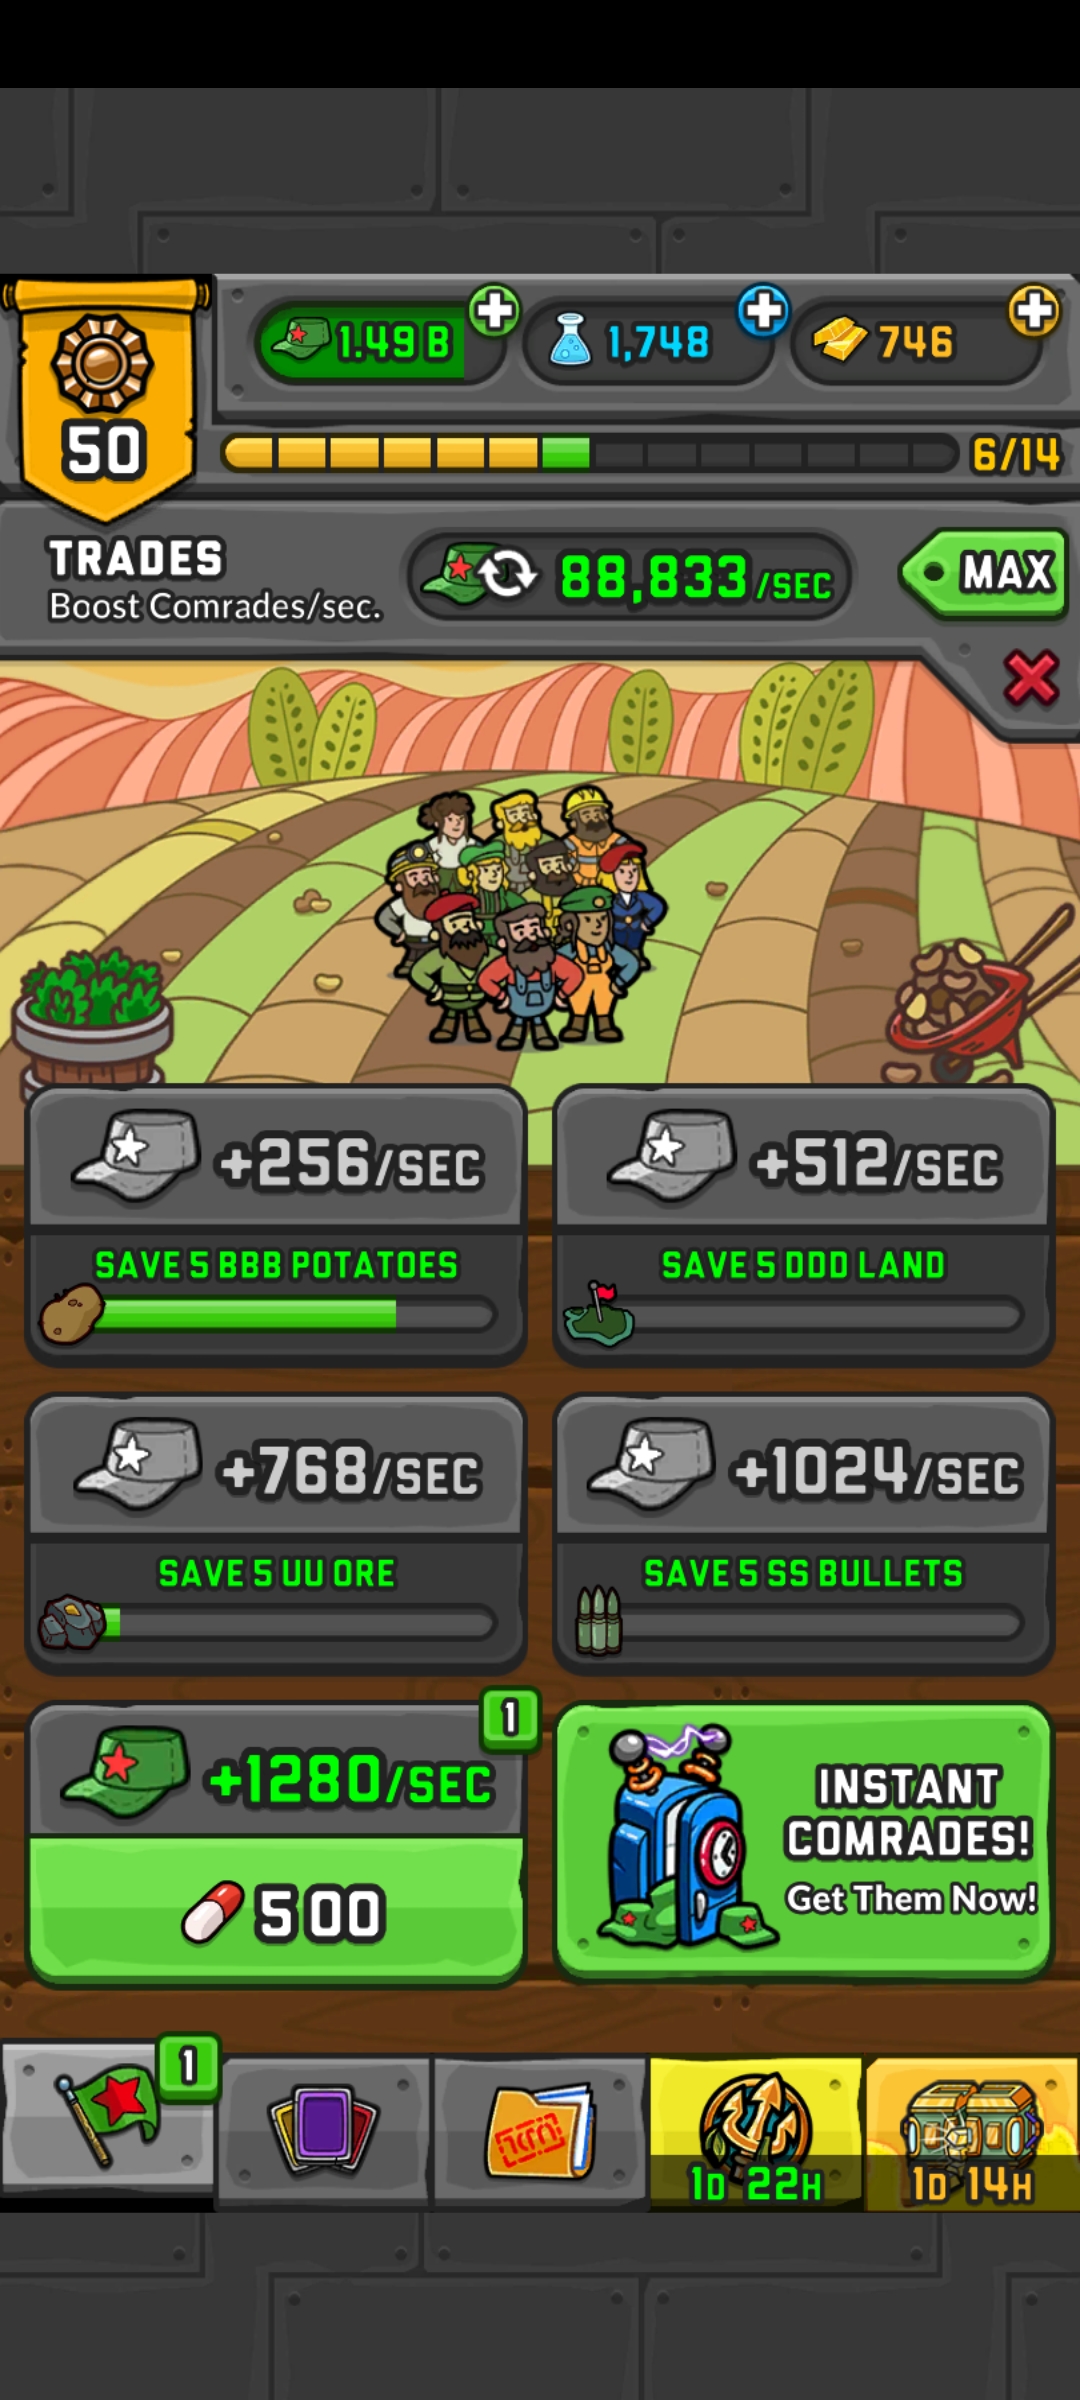 50
1.49 B
1,748
746
6/14
TRADES
Boost Comrades/sec.
88,833/SEC
MAX
+256/SEC
SAVE 5 BBB POTATOES
+512/SEC
SAVE 5 DDD LAND
+768/SEC
SAVE 5 UU ORE
+1024/SEC
SAVE 5 SS BULLETS
+1280/SEC
1
500
INSTANT
COMRADES!
Get Them Now!
1
1D 22H
1D 14H